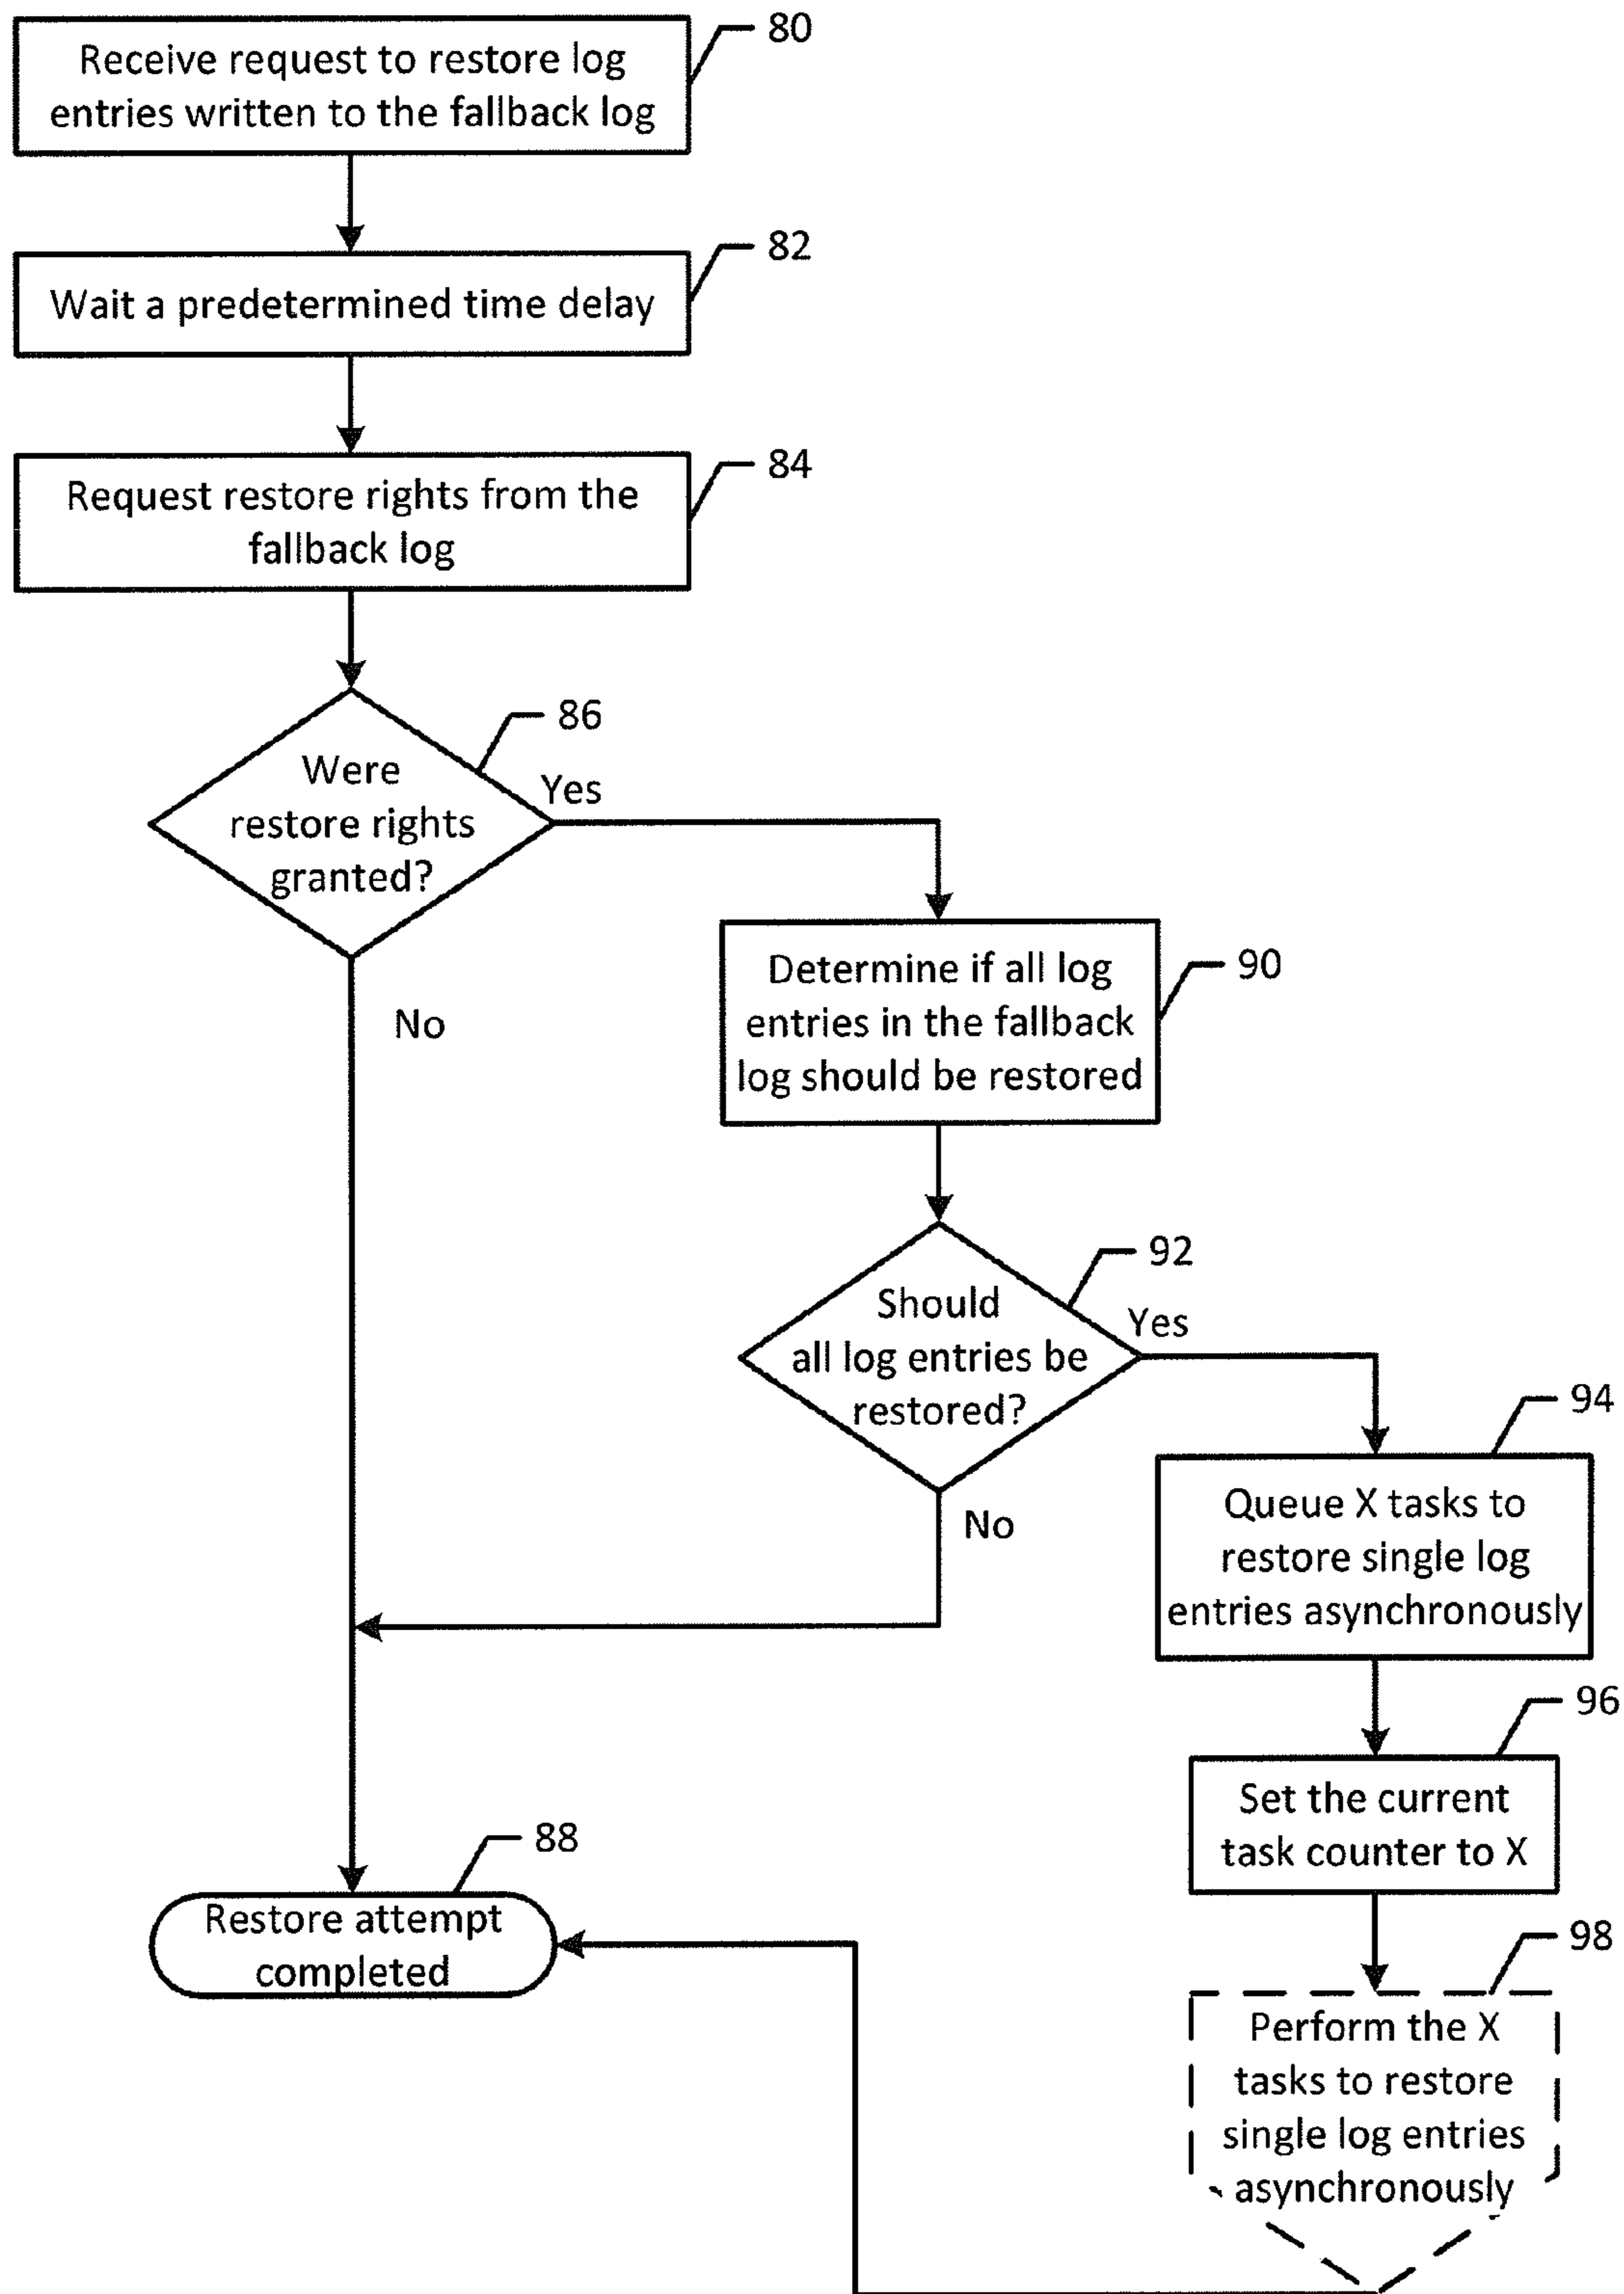 80
Receive request to restore log
entries written to the fallback log
82
Wait a predetermined time delay
84
Request restore rights from the
fallback log
86
Were
restore rights
granted?
Yes
No
90
Determine if all log
entries in the fallback
log should be restored
92
Should
all log entries be
restored?
Yes
No
94
Queue X tasks to
restore single log
entries asynchronously
96
Set the current
task counter to X
88
Restore attempt
completed
98
Perform the X
tasks to restore
single log entries
asynchronously